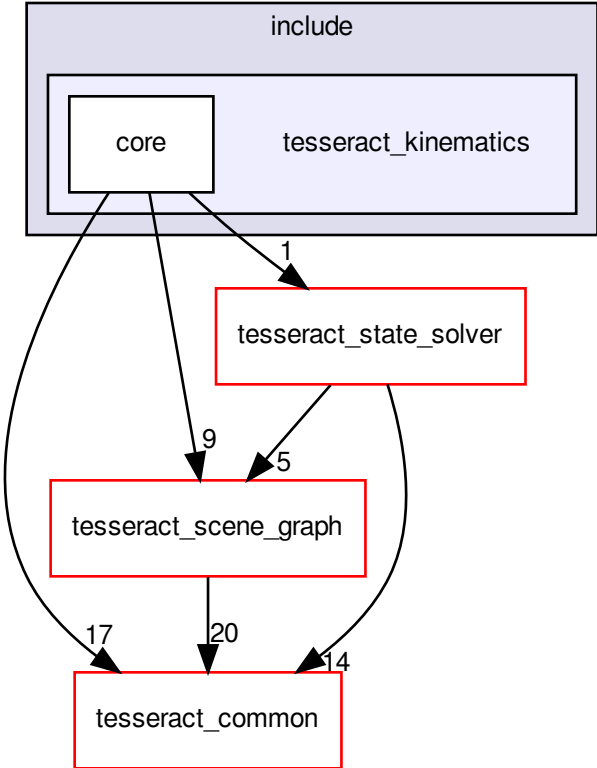 include
core
tesseract_kinematics
1
tesseract_state_solver
9
5
tesseract_scene_graph
17
20
14
tesseract_common